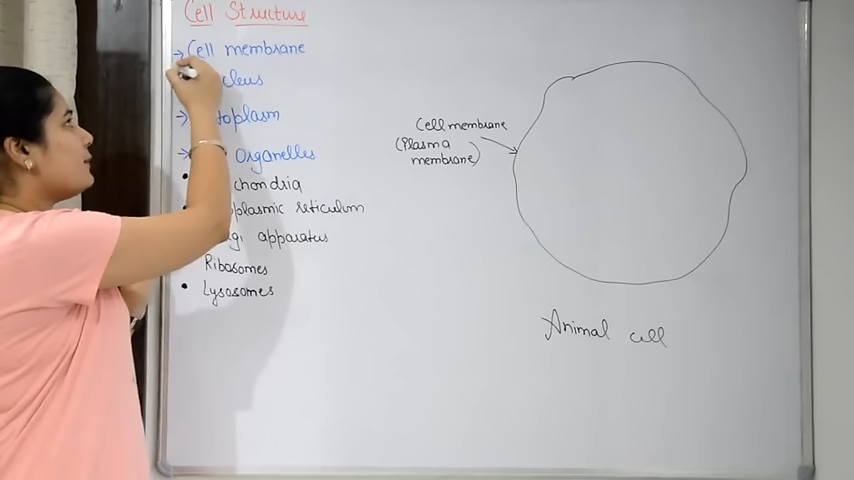 Cell Structure
→ Cell membrane
cleus
→ toplasm
→ Organelles
• chondria
• plasmic reticulum
gi apparatus
Ribosomes
• Lysosomes
Cell membrane
(Plasma
membrane)
Animal cell